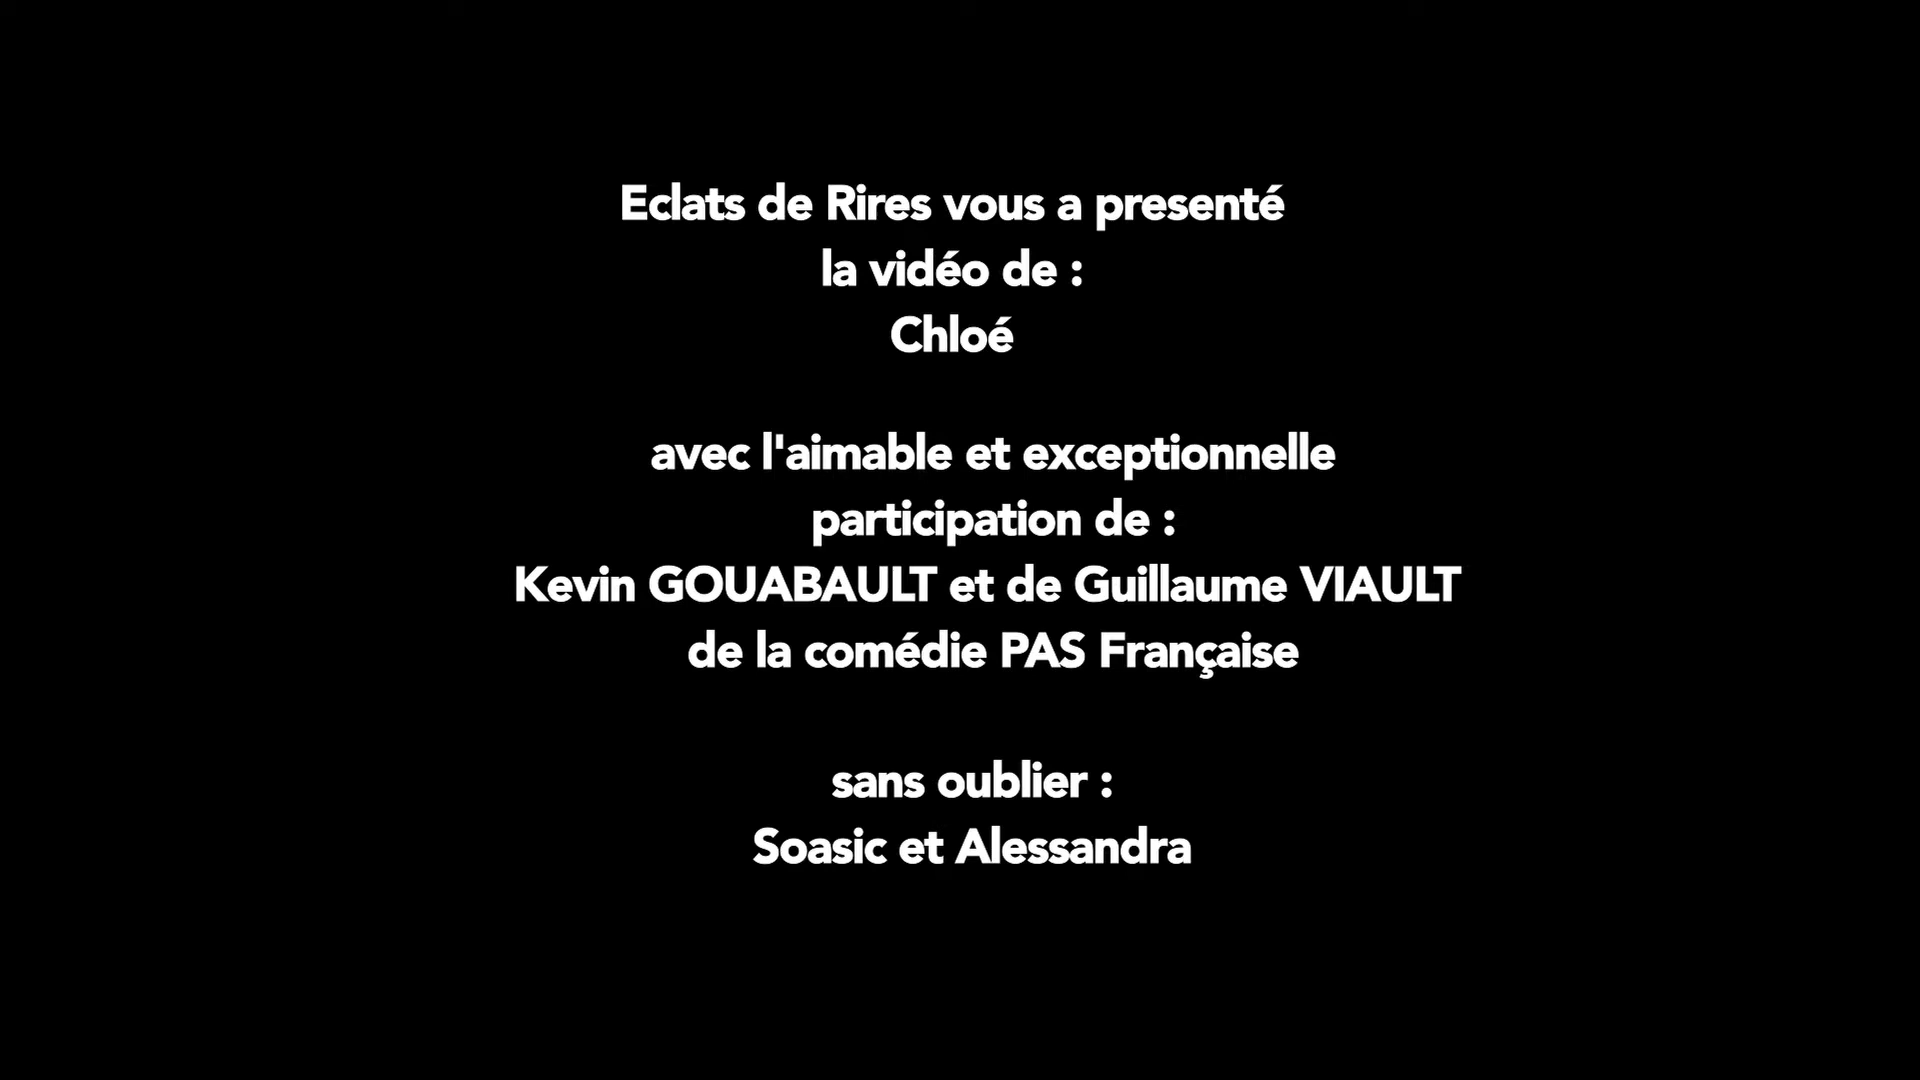 Eclats de Rires vous a presenté
la vidéo de :
Chloé
avec l'aimable et exceptionnelle
participation de :
Kevin GOUABAULT et de Guillaume VIAULT
de la comédie PAS Française
sans oublier :
Soasic et Alessandra